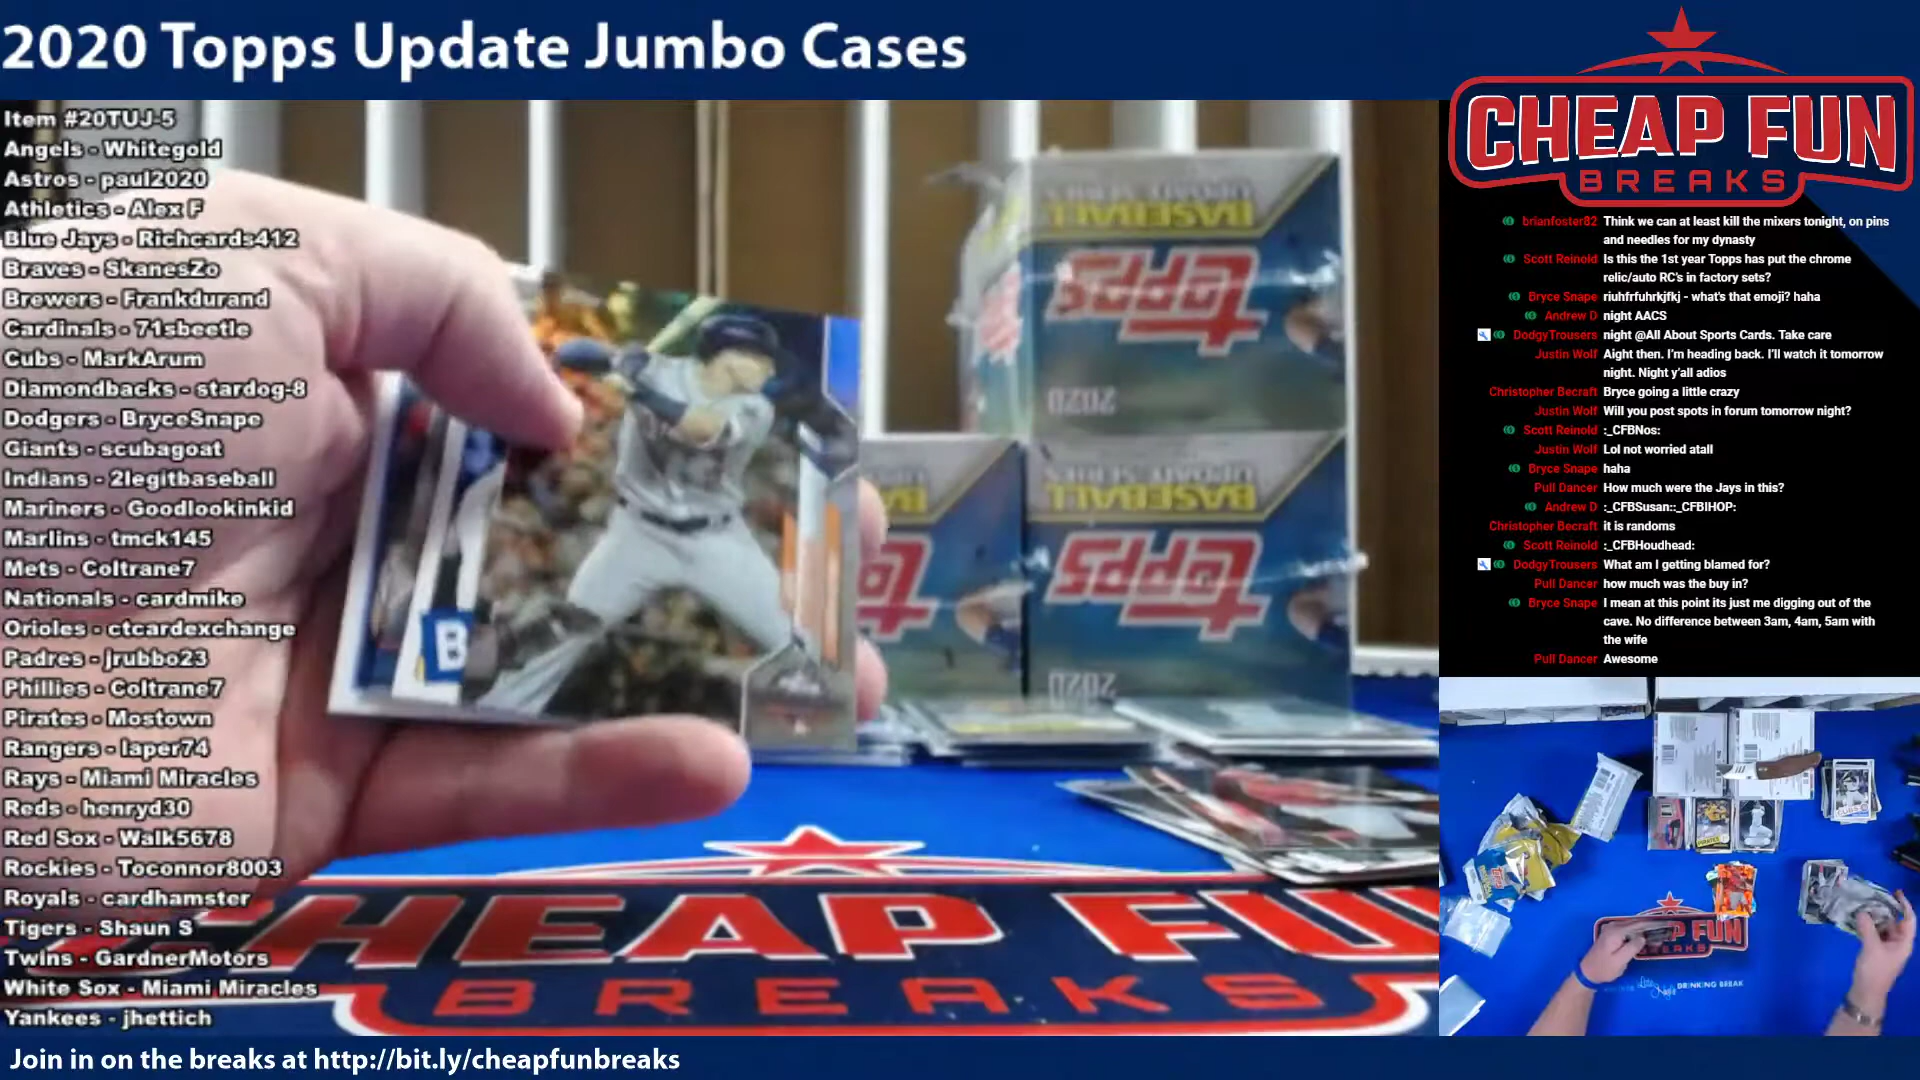 2020 Topps Update Jumbo Cases
Item #20TUJ-5
Angels - Whitegold
Astros - paul2020
Athletics - Alex F
Blue Jays - Richcards412
Braves - SkanesZo
Brewers - Frankdurand
Cardinals - 71sbeetle
Cubs - MarkArum
Diamondbacks - stardog-8
Dodgers - BryceSnape
Giants - scubagoat
Indians - 2legitbaseball
Mariners - Goodlookinkid
Marlins - tmck145
Mets - Coltrane7
Nationals - cardmike
Orioles - ctcardexchange
Padres - jrubbo23
Phillies - Coltrane7
Pirates - Mostown
Rangers - laper74
Rays - Miami Miracles
Reds - henryd30
Red Sox - Walk5678
Rockies - Toconnor8003
Royals - cardhamster
Tigers - Shaun S
Twins - GardnerMotors
White Sox - Miami Miracles
Yankees - jhettich
UPDATE SERIES
BASEBALL
Topps
2020
UPDATE SERIES
BASEBALL
Topps
2020
B
CHEAP FU
BREAKS
CHEAP FUN
BREAKS
brianfoster82 Think we can at least kill the mixers tonight, on pins
and needles for my dynasty
Scott Reinold Is this the 1st year Topps has put the chrome
relic/auto RC's in factory sets?
Bryce Snape riuhfrfuhrkjfkj - what's that emoji? haha
Andrew D night AACS
DodgyTrousers night @All About Sports Cards. Take care
Justin Wolf Aight then. I'm heading back. I'll watch it tomorrow
night. Night y'all adios
Christopher Becraft Bryce going a little crazy
Justin Wolf Will you post spots in forum tomorrow night?
Scott Reinold :_CFBNos:
Justin Wolf Lol not worried atall
Bryce Snape haha
Pull Dancer How much were the Jays in this?
Andrew D :_CFBSusan::_CFBIHOP:
Christopher Becraft it is randoms
Scott Reinold :_CFBHoudhead:
DodgyTrousers What am I getting blamed for?
Pull Dancer how much was the buy in?
Bryce Snape I mean at this point its just me digging out of the
cave. No difference between 3am, 4am, 5am with
the wife
Pull Dancer Awesome
FUN
DRINKING BREAK
Join in on the breaks at http://bit.ly/cheapfunbreaks